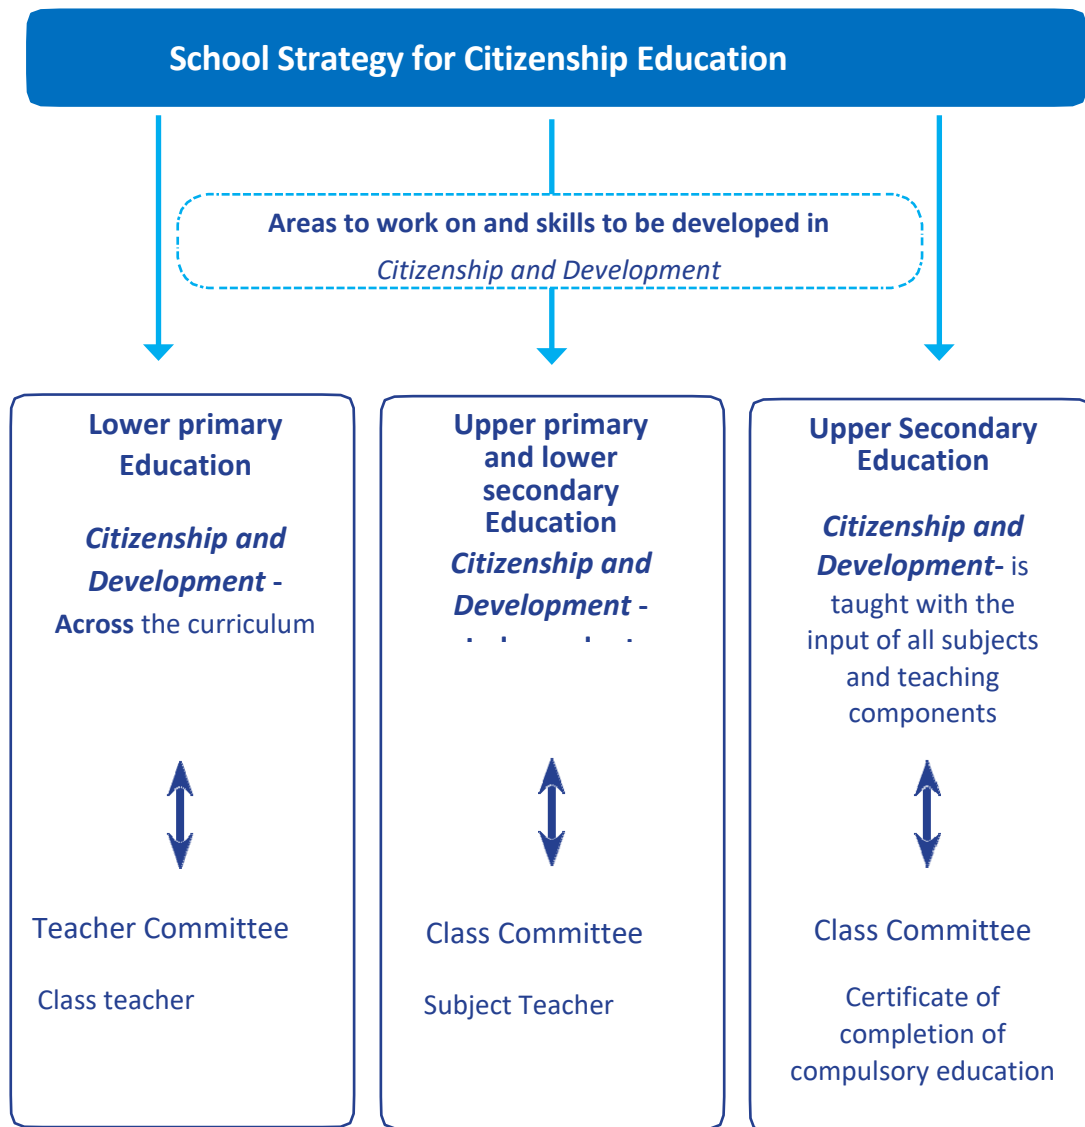 School Strategy for Citizenship Education
Areas to work on and skills to be developed in
Citizenship and Development
Lower primary
Education
Citizenship and
Development -
Across the curriculum
Teacher Committee
Class teacher
Upper primary
and lower
secondary
Education
Citizenship and
Development -
Class Committee
Subject Teacher
Upper Secondary
Education
Citizenship and
Development- is
taught with the
input of all subjects
and teaching
components
Class Committee
Certificate of
completion of
compulsory education